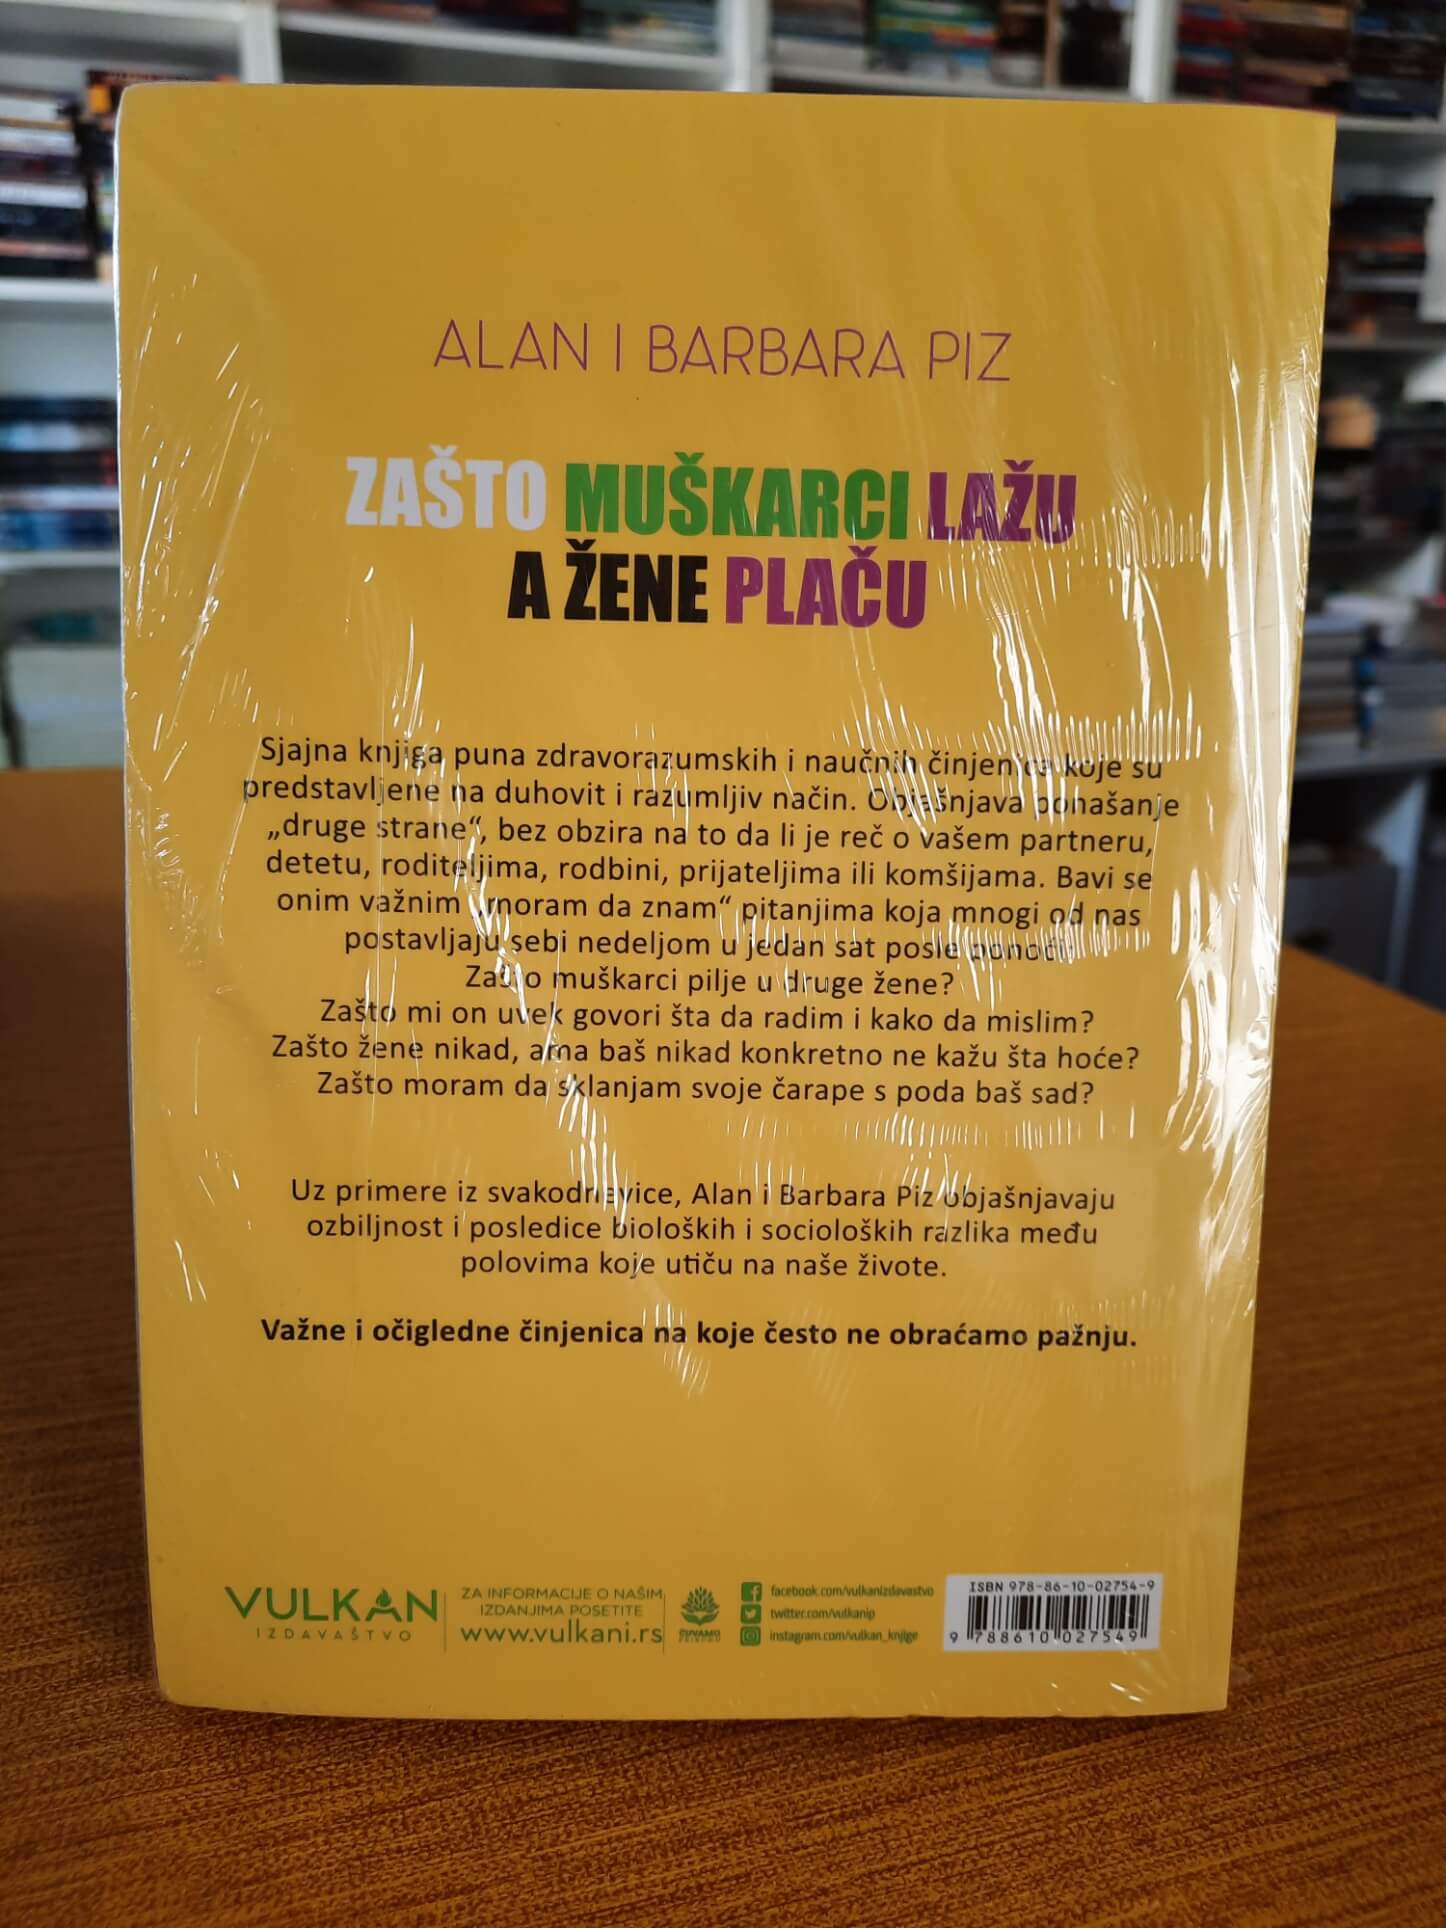 ALAN I BARBARA PIZ
ZAŠTO MUŠKARCI LAŽU
A ŽENE PLAČU
Sjajna knjiga puna zdravorazumskih i naučnih činjenica koje su
predstavljene na duhovit i razumljiv način. Objašnjava ponašanje
„druge strane“, bez obzira na to da li je reč o vašem partneru,
detetu, roditeljima, rodbini, prijateljima ili komšijama. Bavi se
onim važnim „moram da znam“ pitanjima koja mnogi od nas
postavljaju sebi nedeljom u jedan sat posle ponoći:
Zašto muškarci pilje u druge žene?
Zašto mi on uvek govori šta da radim i kako da mislim?
Zašto žene nikad, ama baš nikad konkretno ne kažu šta hoće?
Zašto moram da sklanjam svoje čarape s poda baš sad?
Uz primere iz svakodnevice, Alan i Barbara Piz objašnjavaju
ozbiljnost i posledice bioloških i socioloških razlika među
polovima koje utiču na naše živote.
Važne i očigledne činjenica na koje često ne obraćamo pažnju.
VULKAN
IZDAVAŠTVO
ZA INFORMACIJE O NAŠIM
IZDANJIMA POSETITE
www.vulkani.rs
ČUVAMO
PRIRODU
facebook.com/vulkanizdavastvo
twitter.com/vulkanip
instagram.com/vulkan_knjige
ISBN 978-86-10-02754-9
9 788610 027549